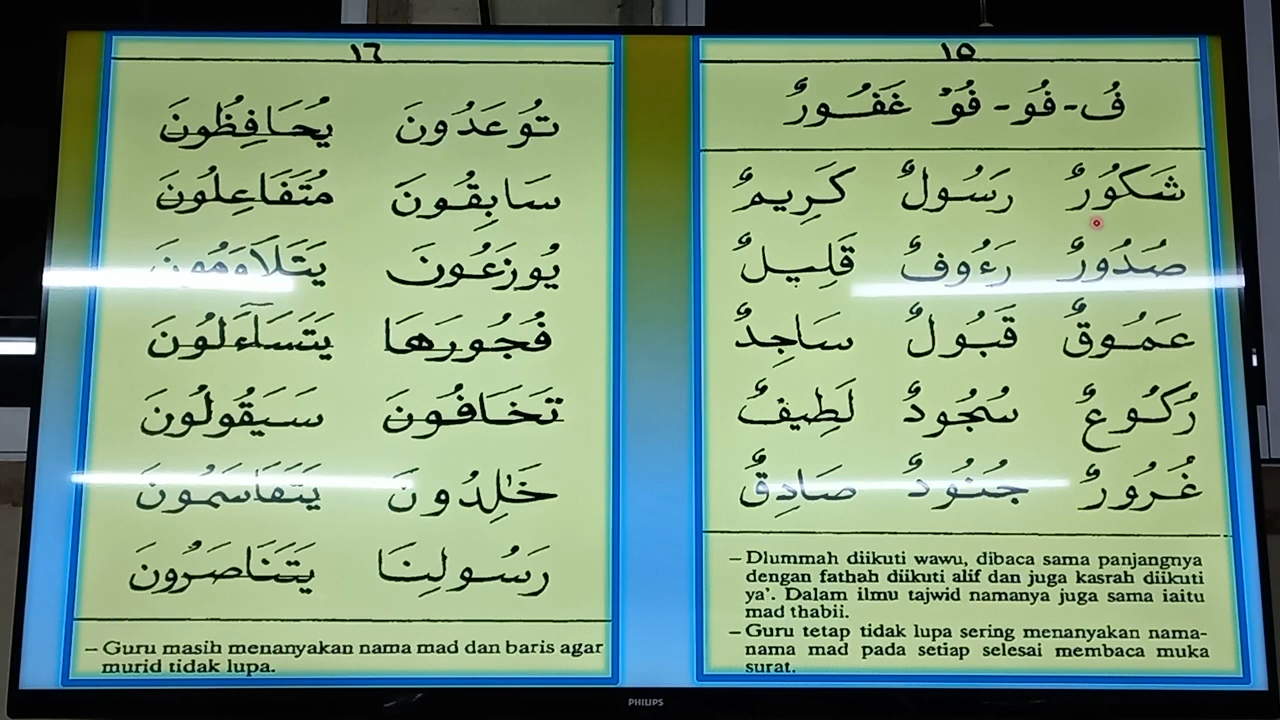 ١٥
فُ - فُو - فُوْ غَفُورٌ
شَكُورٌ رَسُولٌ كَرِيمٌ
صُدُورٌ رَءُوفٌ قَلِيلٌ
عَمُوقٌ قَبُولٌ سَاجِدٌ
رُكُوعٌ سُجُودٌ لَطِيفٌ
غُرُورٌ جُنُودٌ صَادِقٌ
– Dlummah diikuti wawu, dibaca sama panjangnya
dengan fathah diikuti alif dan juga kasrah diikuti
ya’. Dalam ilmu tajwid namanya juga sama iaitu
mad thabii.
– Guru tetap tidak lupa sering menanyakan nama-
nama mad pada setiap selesai membaca muka
surat.
١٦
تُوعَدُونَ يُحَافِظُونَ
سَابِقُونَ مُتَفَاعِلُونَ
يُوزَعُونَ يَتَلَاوَمُونَ
فُجُورَهَا يَتَسَآءَلُونَ
تَخَافُونَ سَيَقُولُونَ
خَٰلِدُونَ يَتَقَاسَمُونَ
رَسُولِنَا يَتَنَاصَرُونَ
– Guru masih menanyakan nama mad dan baris agar
murid tidak lupa.
PHILIPS